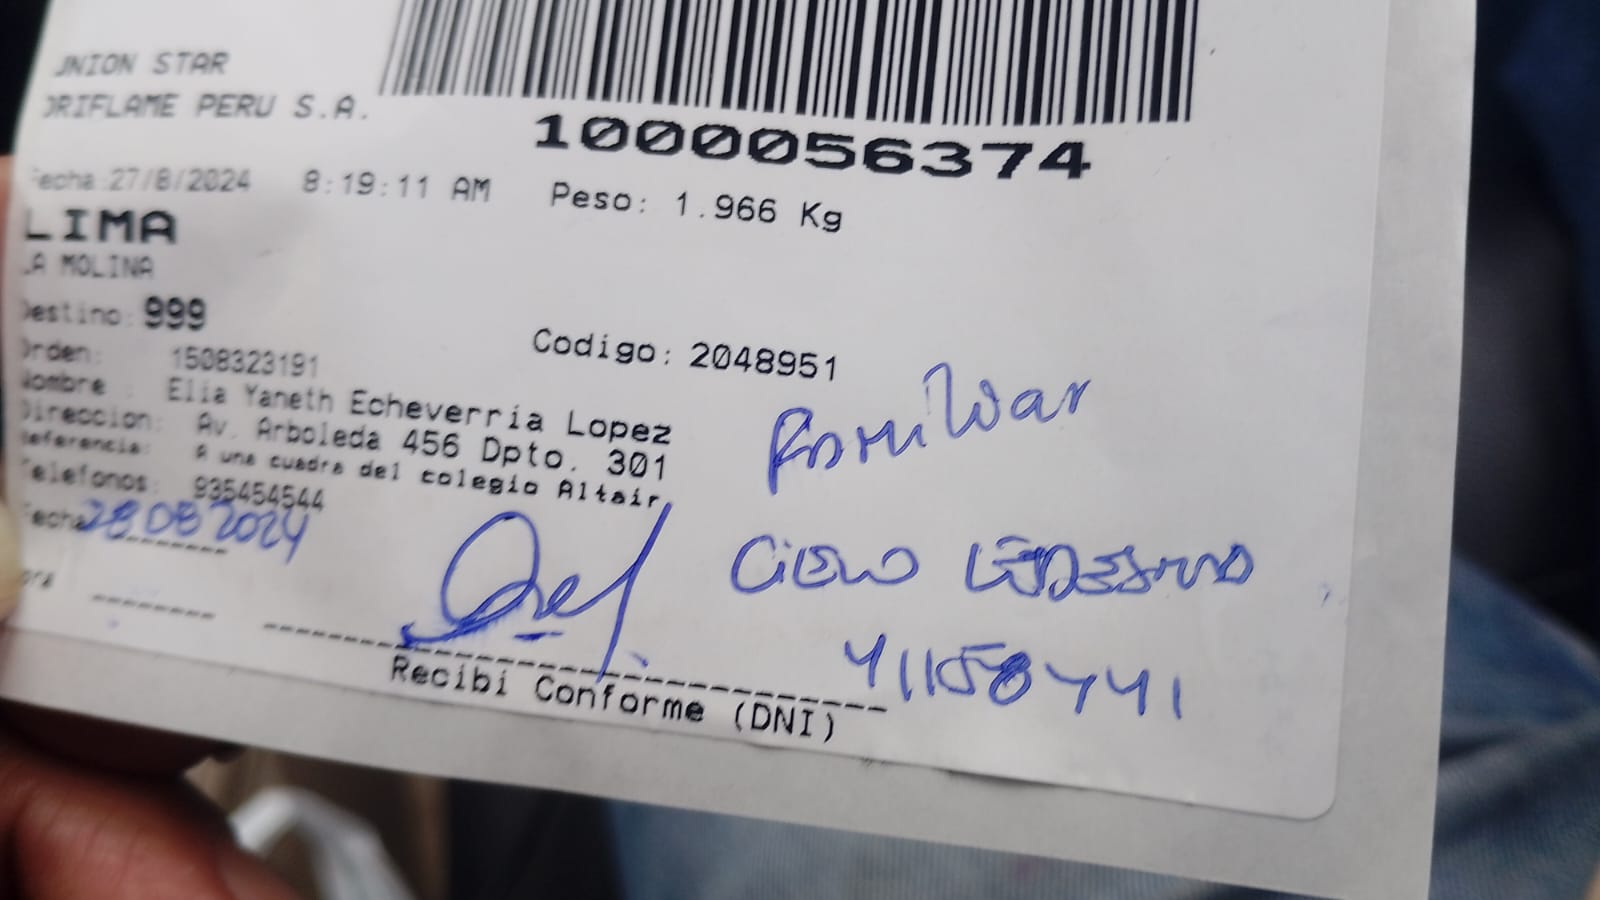 UNION STAR
ORIFLAME PERU S.A.
1000056374
Fecha:27/8/2024 8:19:11 AM Peso: 1.966 Kg
LIMA
LA MOLINA
Destino: 999
Codigo: 2048951
Orden: 1508323191
Nombre : Elia Yaneth Echeverria Lopez
Direccion: Av. Arboleda 456 Dpto. 301
Referencia: A una cuadra del colegio Altair
Telefonos: 935454544
Familiar
Fecha 28 08 2024
Cielo Ledesma
41158441
Recibi Conforme (DNI)